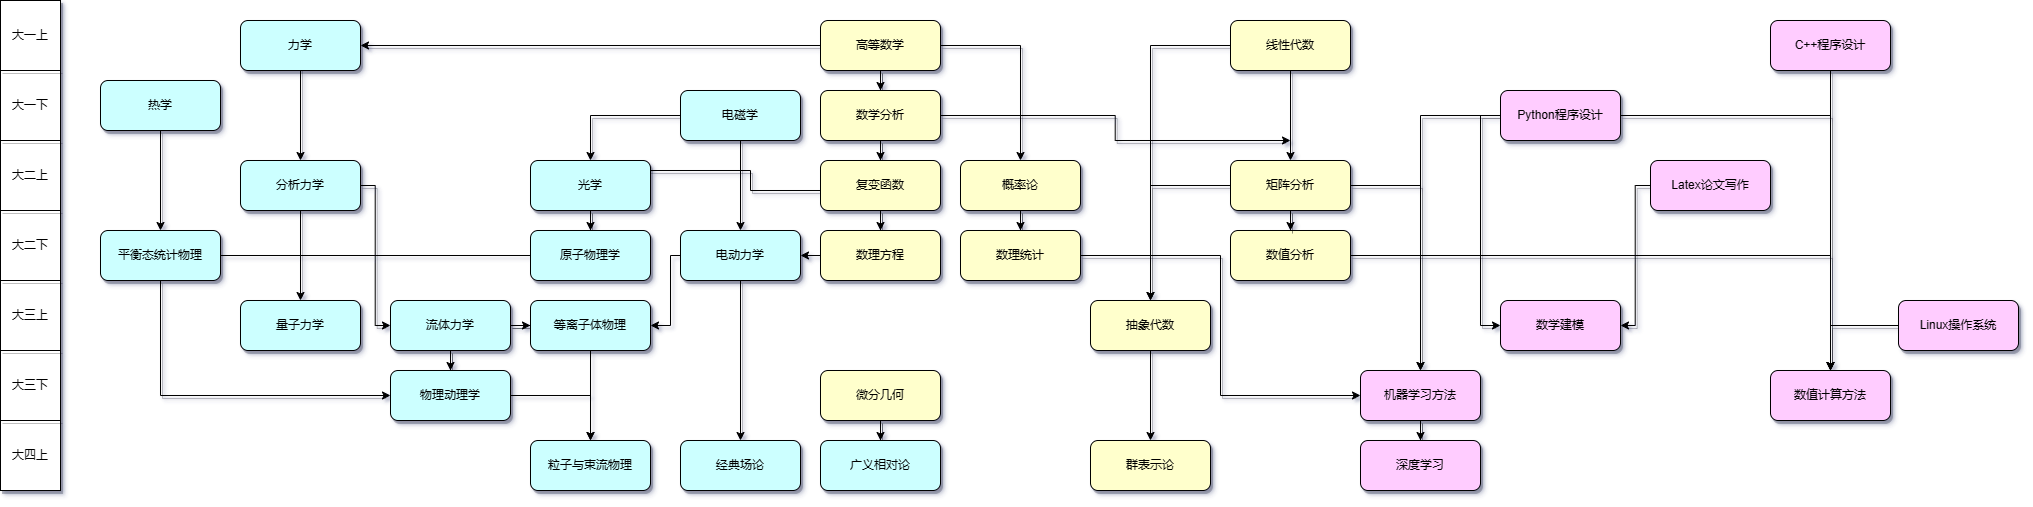 大一上
力学
高等数学
线性代数
C++程序设计
大一下
热学
电磁学
数学分析
Python程序设计
大二上
分析力学
光学
复变函数
概率论
矩阵分析
Latex论文写作
大二下
平衡态统计物理
原子物理学
电动力学
数理方程
数理统计
数值分析
大三上
量子力学
流体力学
等离子体物理
抽象代数
数学建模
Linux操作系统
大三下
物理动理学
微分几何
机器学习方法
数值计算方法
大四上
粒子与束流物理
经典场论
广义相对论
群表示论
深度学习